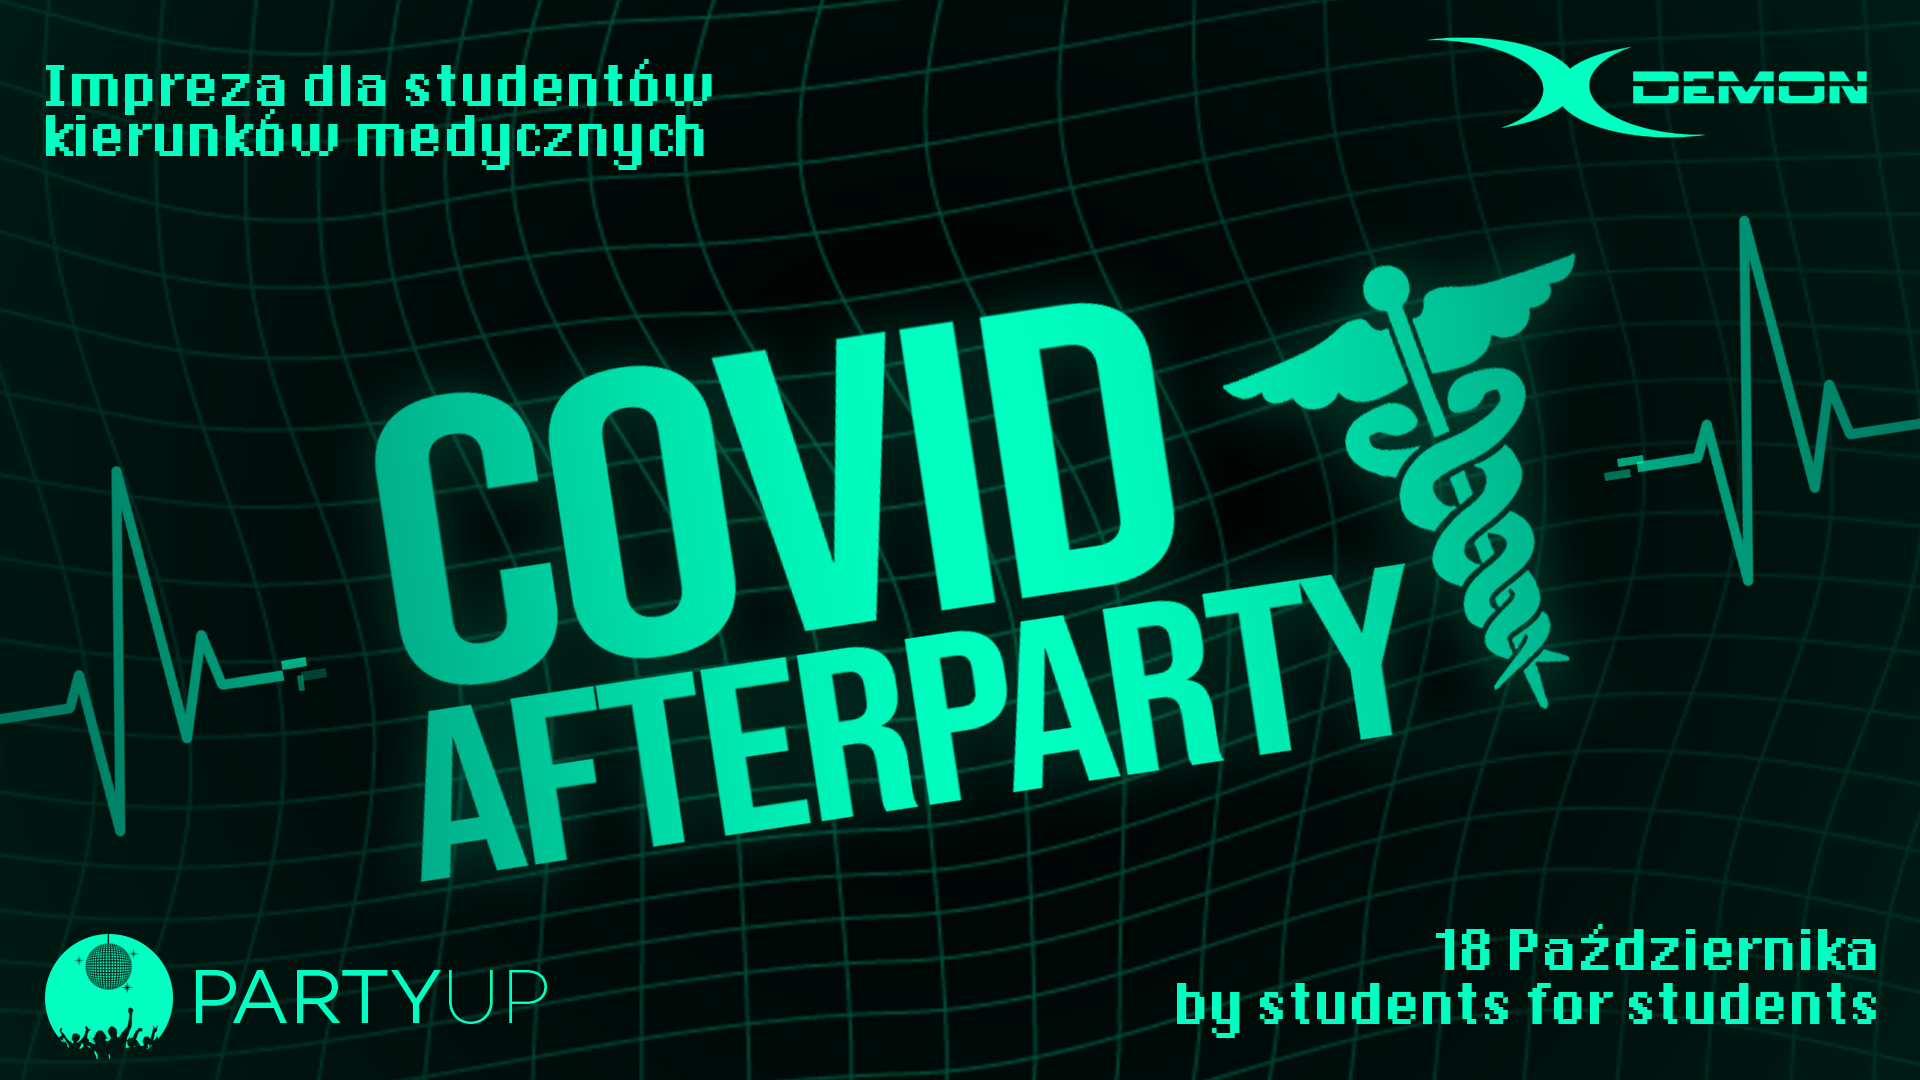 Impreza dla studentów
kierunków medycznych
DEMON
COVID
AFTERPARTY
PARTYUP
18 Października
by students for students